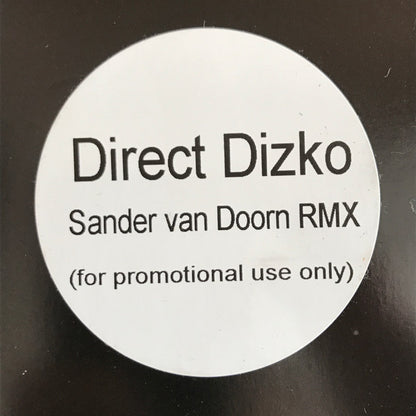 Direct Dizko
Sander van Doorn RMX
(for promotional use only)